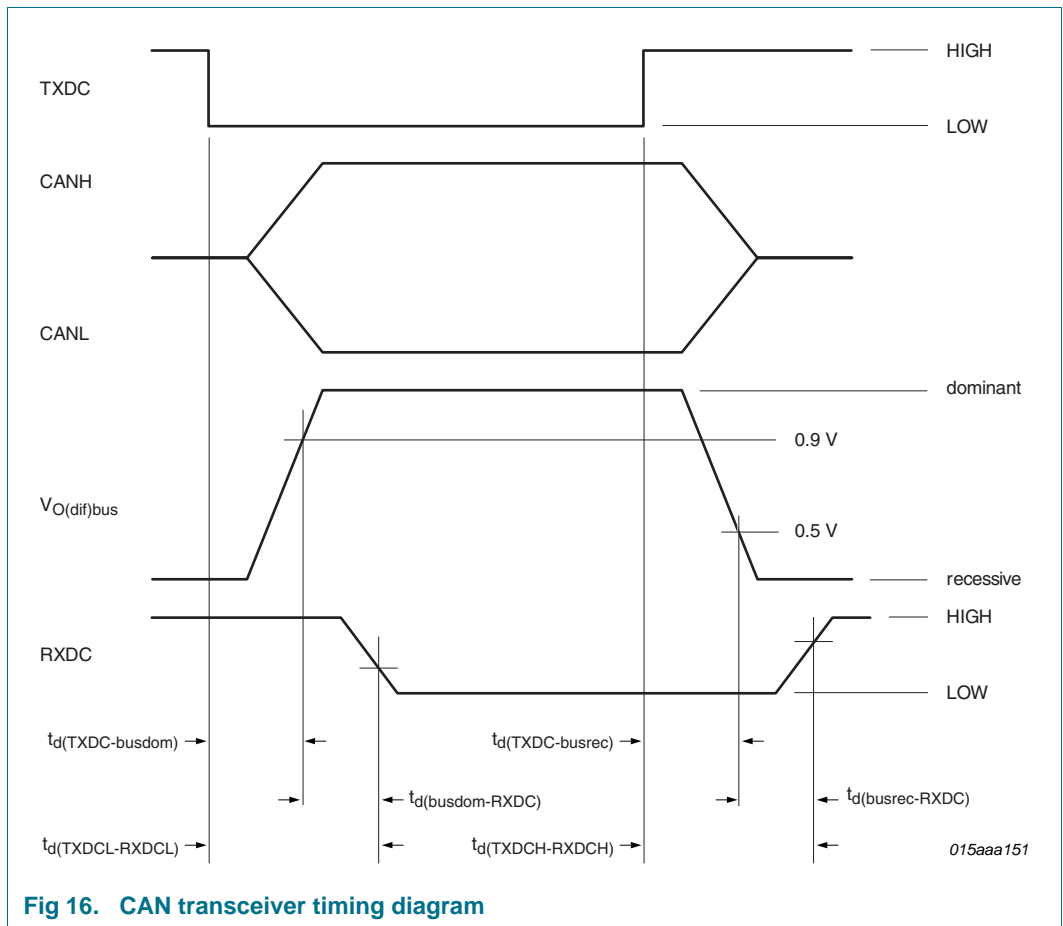 HIGH
TXDC
LOW
CANH
CANL
dominant
0.9 V
VO(dif)bus
0.5 V
recessive
HIGH
RXDC
LOW
td(TXDC-busdom)
td(TXDC-busrec)
td(busdom-RXDC)
td(busrec-RXDC)
td(TXDCL-RXDCL)
td(TXDCH-RXDCH)
015aaa151
Fig 16. CAN transceiver timing diagram